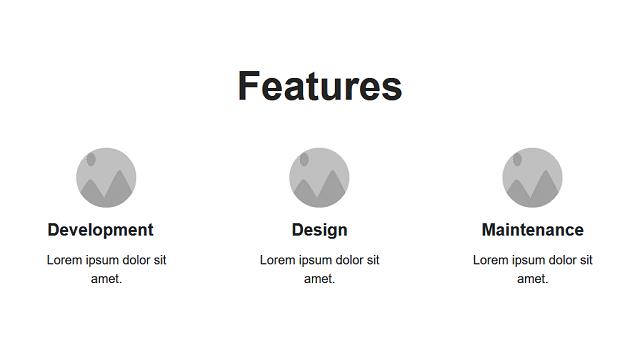 Features
Development
Lorem ipsum dolor sit
amet.
Design
Lorem ipsum dolor sit
amet.
Maintenance
Lorem ipsum dolor sit
amet.